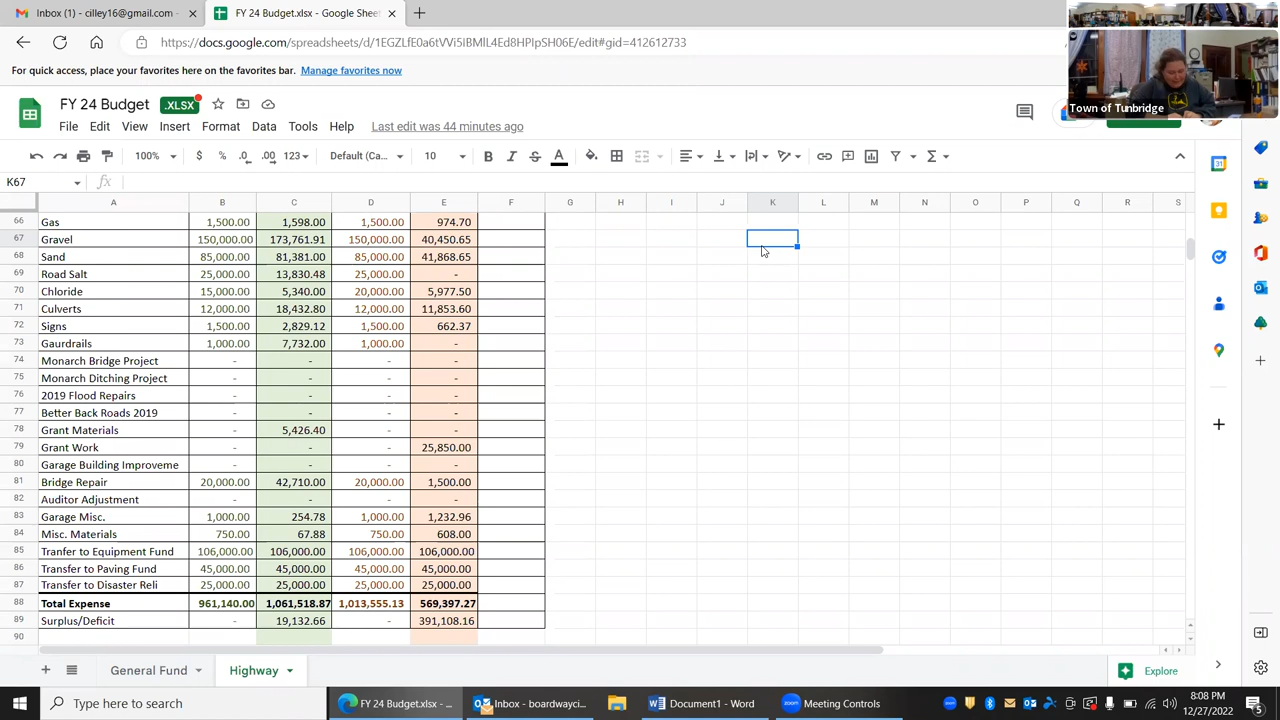 Inbox (1) - cilley16@gmail.com -
FY 24 Budget.xlsx - Google Sheet
https://docs.google.com/spreadsheets/d/1EGZLfE0a6tVVi5IBMIL4Ed8HPlpSH06E/edit#gid=412612733
For quick access, place your favorites here on the favorites bar. Manage favorites now
Town of Tunbridge
FY 24 Budget .XLSX
File Edit View Insert Format Data Tools Help Last edit was 44 minutes ago
100% $ % .0 .00 123 Default (Ca... 10 B I S A
K67 fx
A B C D E F G H I J K L M N O P Q R S
66 Gas 1,500.00 1,598.00 1,500.00 974.70
67 Gravel 150,000.00 173,761.91 150,000.00 40,450.65
68 Sand 85,000.00 81,381.00 85,000.00 41,868.65
69 Road Salt 25,000.00 13,830.48 25,000.00 -
70 Chloride 15,000.00 5,340.00 20,000.00 5,977.50
71 Culverts 12,000.00 18,432.80 12,000.00 11,853.60
72 Signs 1,500.00 2,829.12 1,500.00 662.37
73 Gaurdrails 1,000.00 7,732.00 1,000.00 -
74 Monarch Bridge Project - - - -
75 Monarch Ditching Project - - - -
76 2019 Flood Repairs - - - -
77 Better Back Roads 2019 - - - -
78 Grant Materials - 5,426.40 - -
79 Grant Work - - - 25,850.00
80 Garage Building Improveme - - - -
81 Bridge Repair 20,000.00 42,710.00 20,000.00 1,500.00
82 Auditor Adjustment - - - -
83 Garage Misc. 1,000.00 254.78 1,000.00 1,232.96
84 Misc. Materials 750.00 67.88 750.00 608.00
85 Tranfer to Equipment Fund 106,000.00 106,000.00 106,000.00 106,000.00
86 Transfer to Paving Fund 45,000.00 45,000.00 45,000.00 45,000.00
87 Transfer to Disaster Reli 25,000.00 25,000.00 25,000.00 25,000.00
88 Total Expense 961,140.00 1,061,518.87 1,013,555.13 569,397.27
89 Surplus/Deficit - 19,132.66 - 391,108.16
90
General Fund Highway Explore
Type here to search
FY 24 Budget.xlsx - ...
Inbox - boardwayci...
Document1 - Word
Meeting Controls
8:08 PM
12/27/2022
5